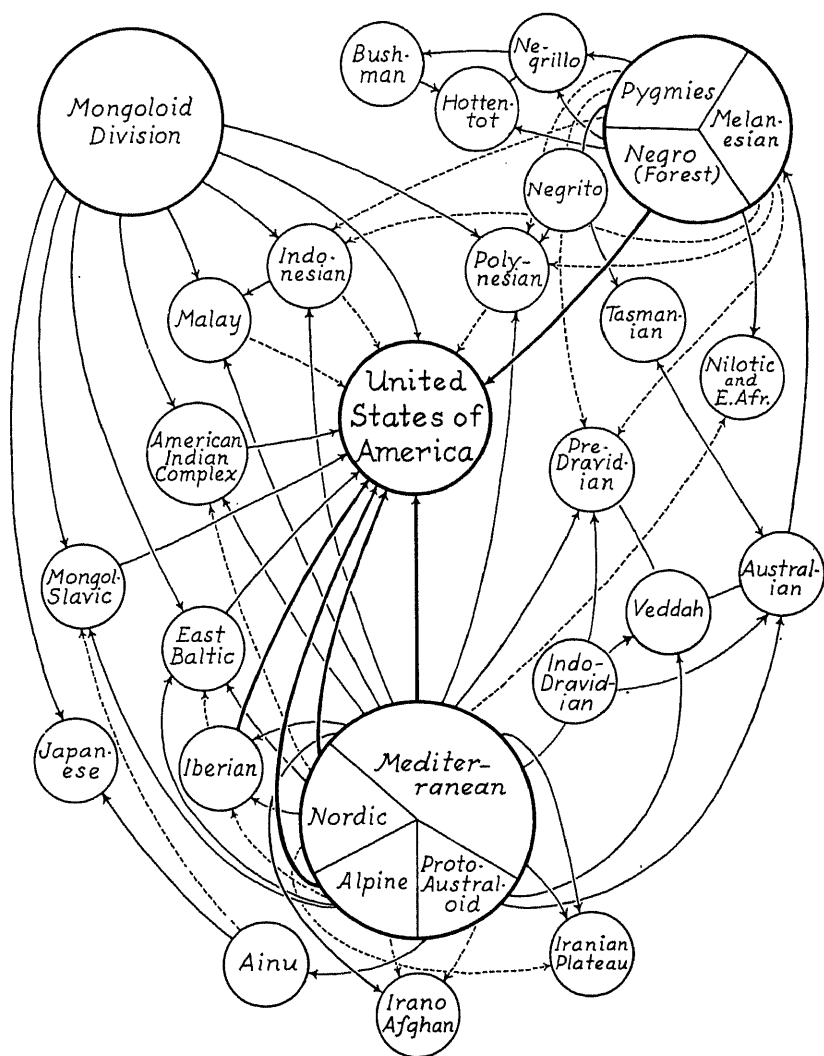 Mongoloid
Division
Bush-
man
Ne-
grillo
Hotten-
tot
Pygmies
Melan-
esian
Negro
(Forest)
Negrito
Indo-
nesian
Poly-
nesian
Malay
Tasman-
ian
Nilotic
and
E.Afr.
United
States of
America
American
Indian
Complex
Pre-
Dravid-
ian
Mongol-
Slavic
Austral-
ian
Veddah
East
Baltic
Indo-
Dravid-
ian
Japan-
ese
Iberian
Mediter-
ranean
Nordic
Alpine
Proto-
Austral-
oid
Ainu
Iranian
Plateau
Irano
Afghan